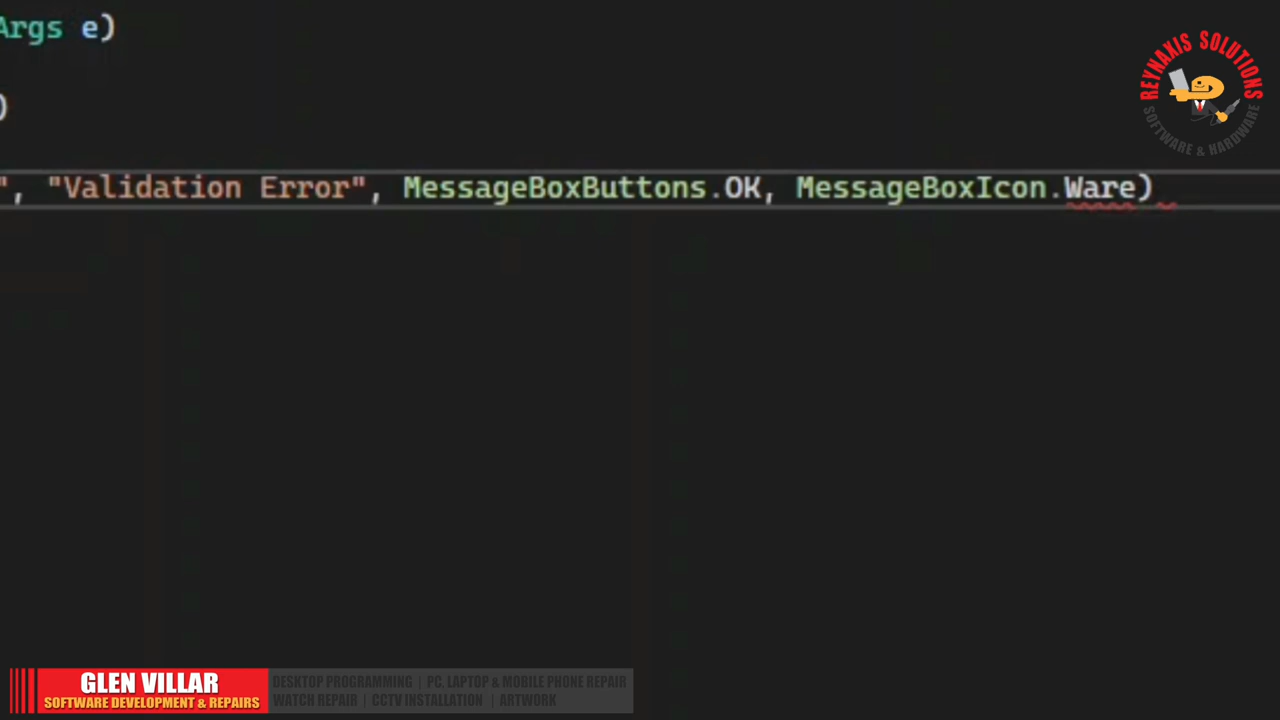 Args e)
)
", "Validation Error", MessageBoxButtons.OK, MessageBoxIcon.Ware)
REYNAXIS SOLUTIONS
SOFTWARE & HARDWARE
GLEN VILLAR
SOFTWARE DEVELOPMENT & REPAIRS
DESKTOP PROGRAMMING | PC, LAPTOP & MOBILE PHONE REPAIR
WATCH REPAIR | CCTV INSTALLATION | ARTWORK